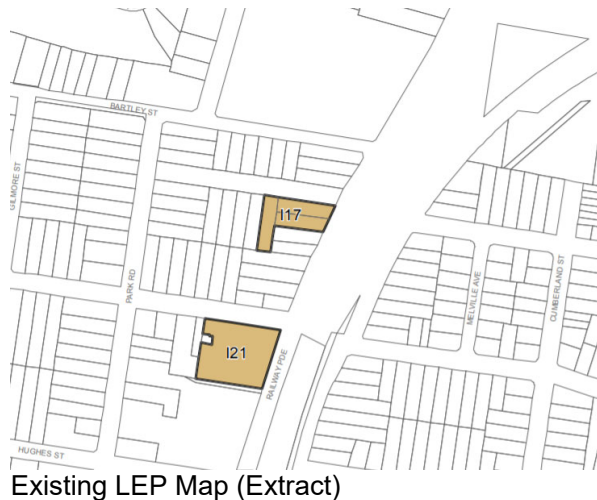 BARTLEY ST
GILMORE ST
I17
PARK RD
MELVILLE AVE
CUMBERLAND ST
I21
RAILWAY PDE
HUGHES ST
Existing LEP Map (Extract)